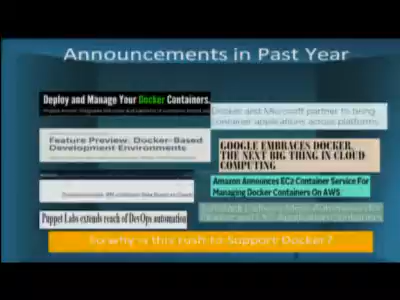 Announcements in Past Year
Deploy and Manage Your Docker Containers.
Docker and Microsoft partner to bring
container applications across platforms
Feature Preview: Docker-Based
Development Environments
GOOGLE EMBRACES DOCKER,
THE NEXT BIG THING IN CLOUD
COMPUTING
Amazon Announces EC2 Container Service For
Managing Docker Containers On AWS
Puppet Labs extends reach of DevOps automation
So why is this rush to Support Docker?